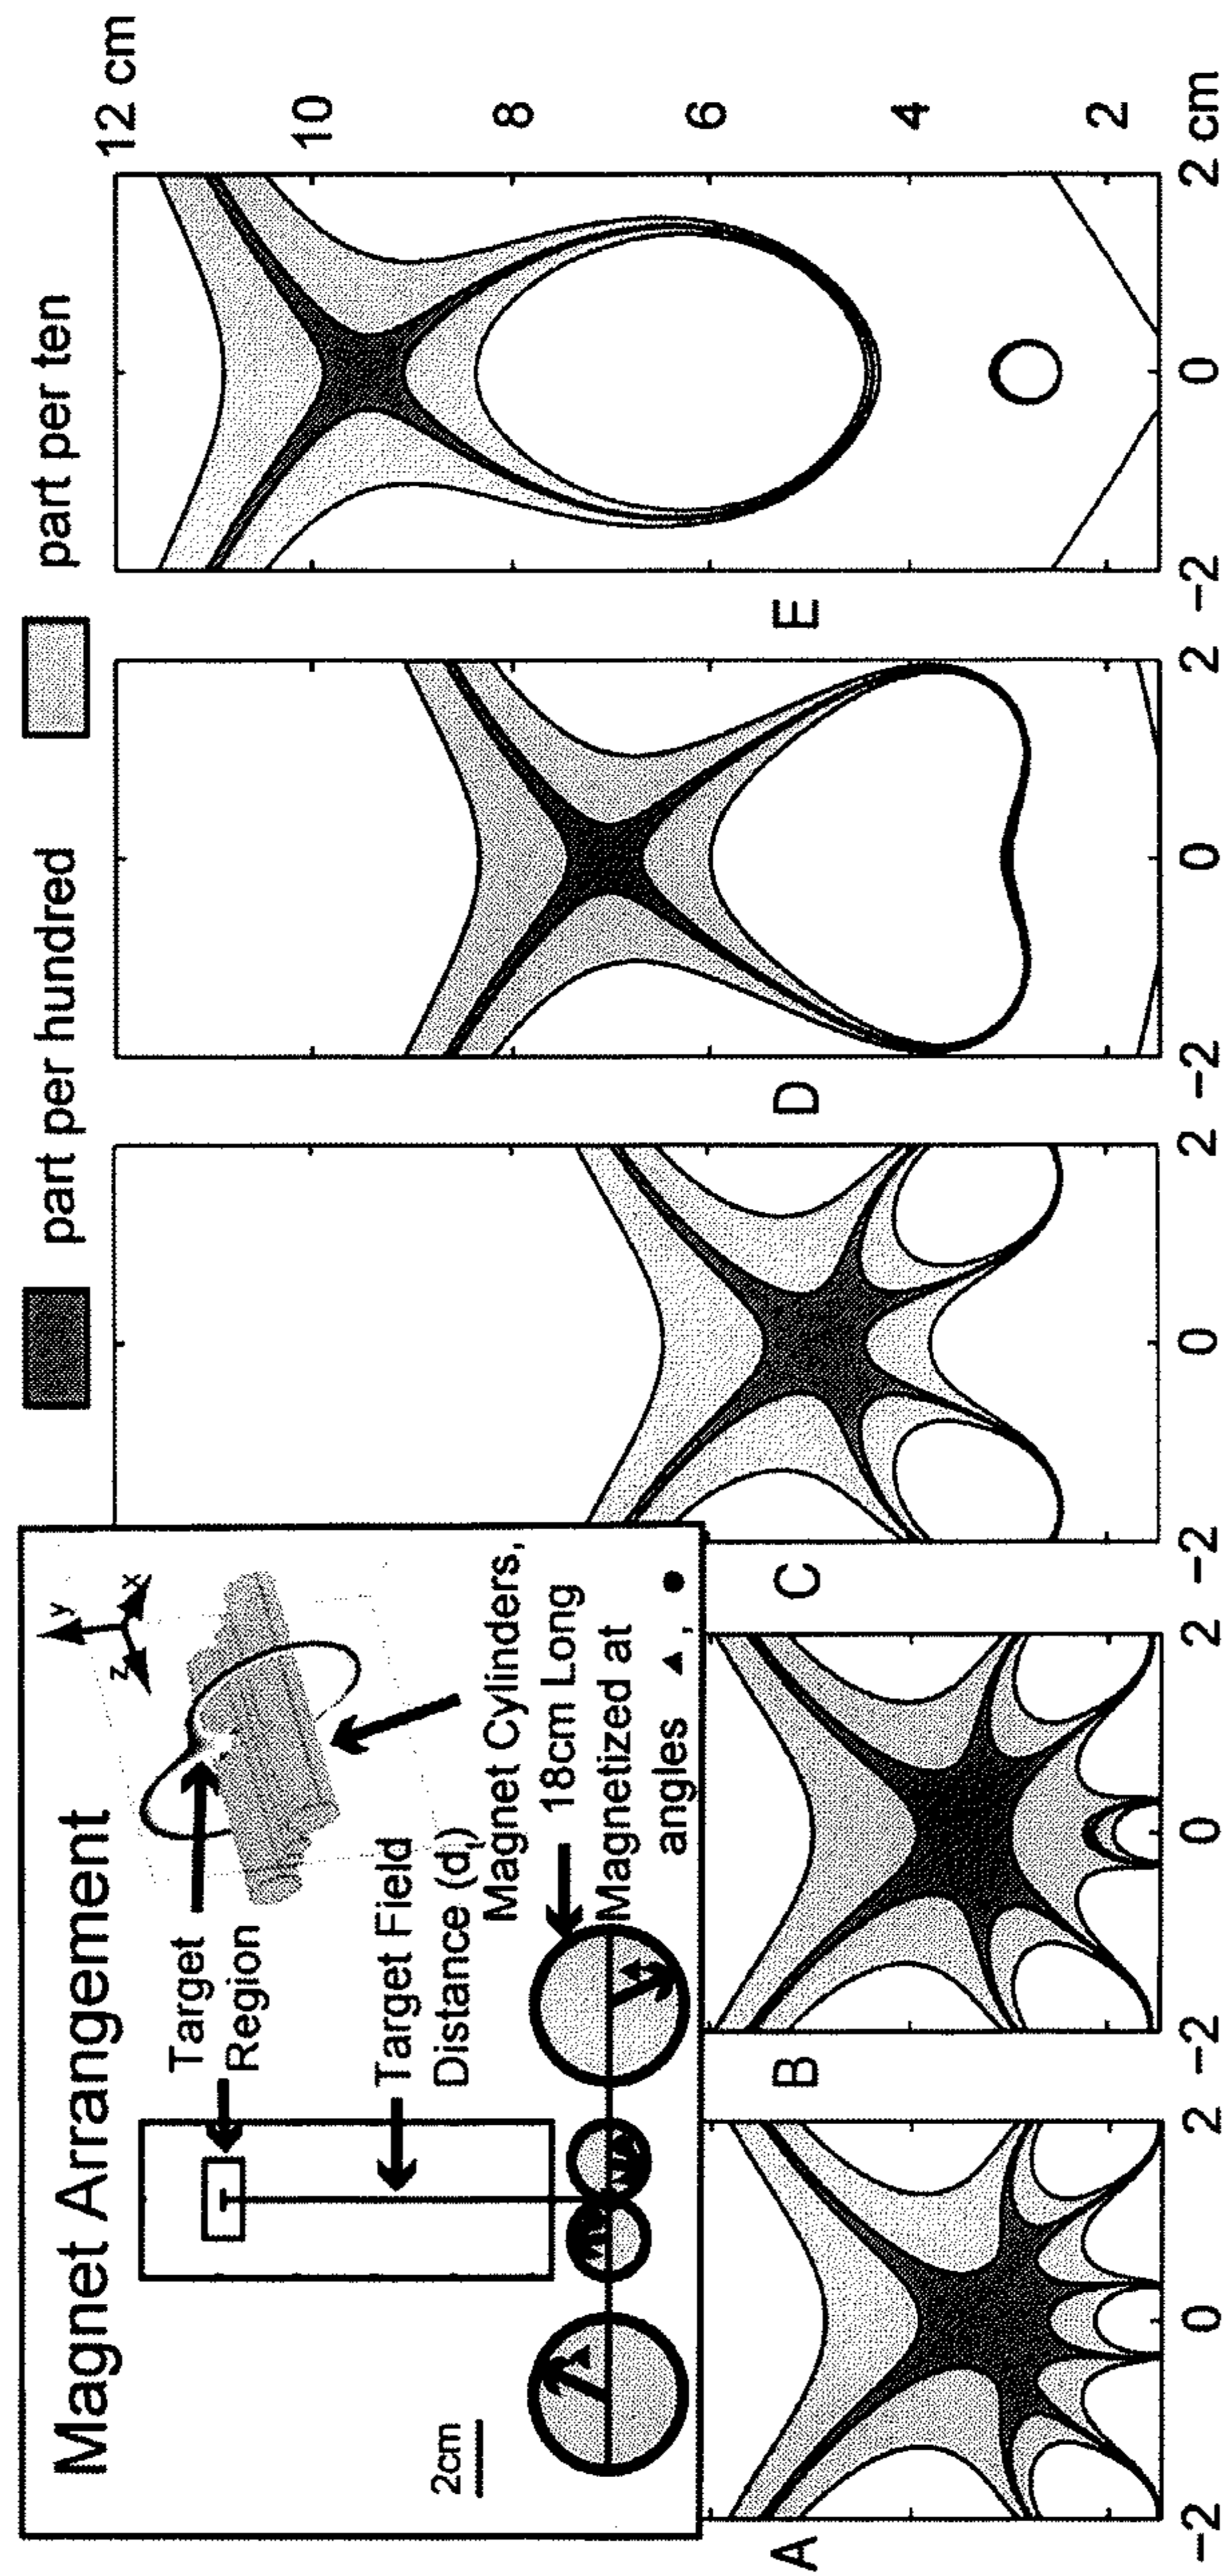 part per hundred
part per ten
Magnet Arrangement
Target
Region
Target Field
Distance (d
Magnet Cylinders,
18cm Long
Magnetized at
angles ▲, ●
2cm
y
x
z
12 cm
10
8
6
4
2
A
B
C
D
E
−2 0 2
−2 0 2
−2 0 2
−2 0 2
−2 0 2 cm